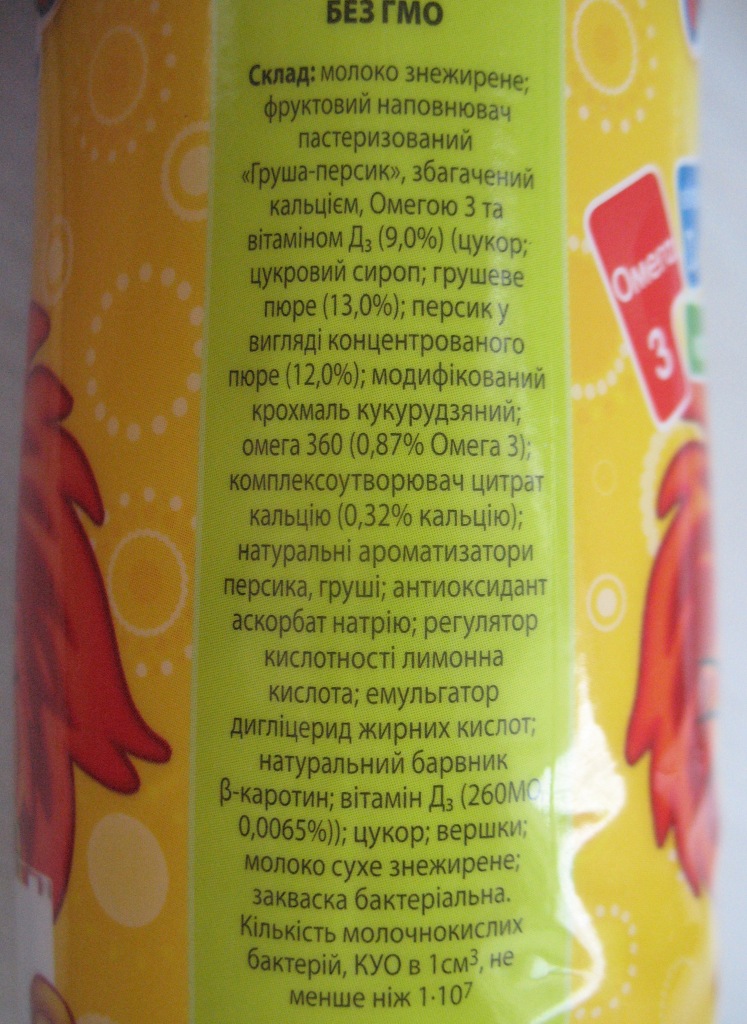 БЕЗ ГМО
Склад: молоко знежирене;
фруктовий наповнювач
пастеризований
«Груша-персик», збагачений
кальцієм, Омегою 3 та
вітаміном Д₃ (9,0%) (цукор;
цукровий сироп; грушеве
пюре (13,0%); персик у
вигляді концентрованого
пюре (12,0%); модифікований
крохмаль кукурудзяний;
омега 360 (0,87% Омега 3);
комплексоутворювач цитрат
кальцію (0,32% кальцію);
натуральні ароматизатори
персика, груші; антиоксидант
аскорбат натрію; регулятор
кислотності лимонна
кислота; емульгатор
дигліцерид жирних кислот;
натуральний барвник
β-каротин; вітамін Д₃ (260МО
0,0065%)); цукор; вершки;
молоко сухе знежирене;
закваска бактеріальна.
Кількість молочнокислих
бактерій, КУО в 1см³, не
менше ніж 1·10⁷
Омега
3